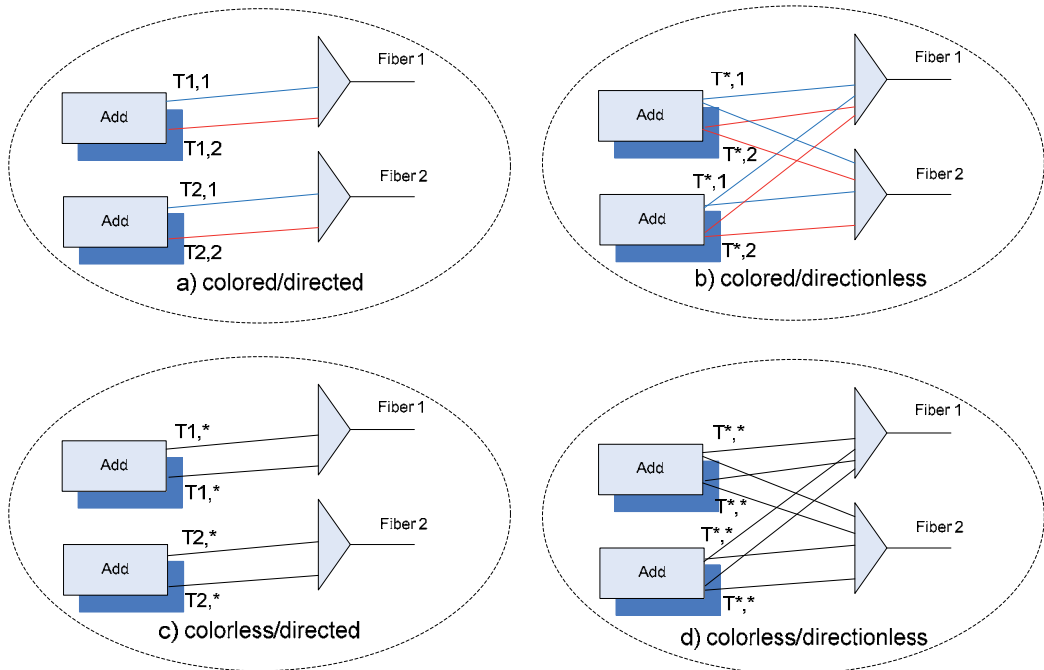 T1,1
Fiber 1
Add
T1,2
T2,1
Fiber 2
Add
T2,2
a) colored/directed
T*,1
Fiber 1
Add
T*,2
T*,1
Fiber 2
Add
T*,2
b) colored/directionless
T1,*
Fiber 1
Add
T1,*
T2,*
Fiber 2
Add
T2,*
c) colorless/directed
T*,*
Fiber 1
Add
T*,*
T*,*
Fiber 2
Add
T*,*
d) colorless/directionless